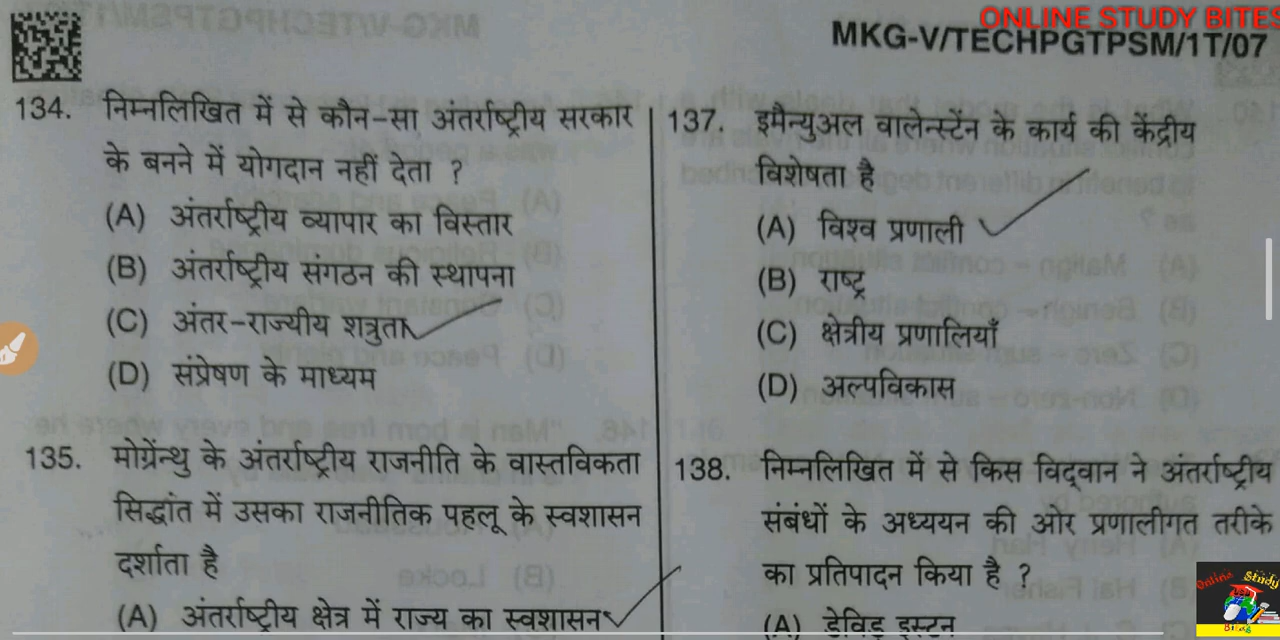 ONLINE STUDY BITES
MKG-V/TECHPGTPSM/1T/07
134. निम्नलिखित में से कौन-सा अंतर्राष्ट्रीय सरकार
के बनने में योगदान नहीं देता ?
(A) अंतर्राष्ट्रीय व्यापार का विस्तार
(B) अंतर्राष्ट्रीय संगठन की स्थापना
(C) अंतर-राज्यीय शत्रुता
(D) संप्रेषण के माध्यम
135. मोग्रेन्थु के अंतर्राष्ट्रीय राजनीति के वास्तविकता
सिद्धांत में उसका राजनीतिक पहलू के स्वशासन
दर्शाता है
(A) अंतर्राष्ट्रीय क्षेत्र में राज्य का स्वशासन
137. इमैन्युअल वालेन्स्टेंन के कार्य की केंद्रीय
विशेषता है
(A) विश्व प्रणाली
(B) राष्ट्र
(C) क्षेत्रीय प्रणालियाँ
(D) अल्पविकास
138. निम्नलिखित में से किस विद्वान ने अंतर्राष्ट्रीय
संबंधों के अध्ययन की ओर प्रणालीगत तरीके
का प्रतिपादन किया है ?
(A) डेविड इस्टन
Online Study
Bites